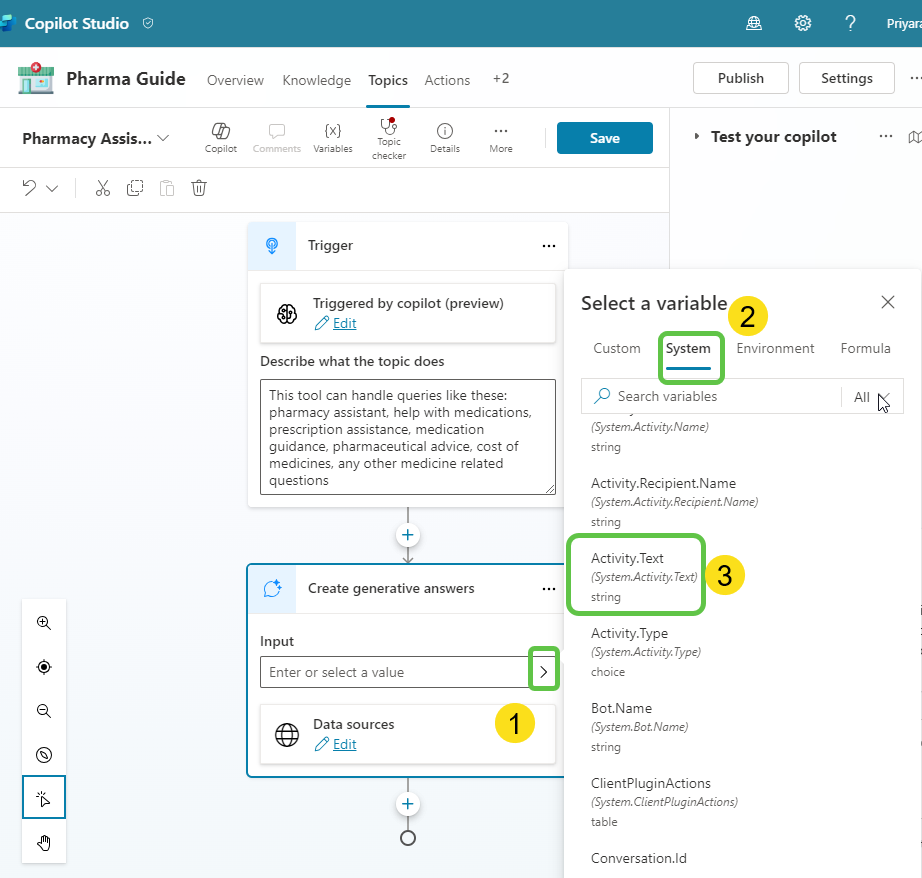 Copilot Studio
?
Priyara
Pharma Guide
Overview
Knowledge
Topics
Actions
+2
Publish
Settings
Pharmacy Assis...
Copilot
Comments
{x}
Variables
Topic
checker
Details
More
Save
Test your copilot
Trigger
Triggered by copilot (preview)
Edit
Describe what the topic does
This tool can handle queries like these:
pharmacy assistant, help with medications,
prescription assistance, medication
guidance, pharmaceutical advice, cost of
medicines, any other medicine related
questions
Create generative answers
Input
Enter or select a value
1
Data sources
Edit
Select a variable
2
Custom
System
Environment
Formula
Search variables
All
(System.Activity.Name)
string
Activity.Recipient.Name
(System.Activity.Recipient.Name)
string
Activity.Text
(System.Activity.Text)
string
3
Activity.Type
(System.Activity.Type)
choice
Bot.Name
(System.Bot.Name)
string
ClientPluginActions
(System.ClientPluginActions)
table
Conversation.Id